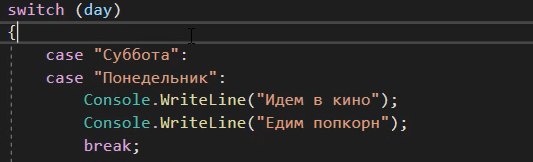 switch (day)
{
case "Суббота":
case "Понедельник":
Console.WriteLine("Идем в кино");
Console.WriteLine("Едим попкорн");
break;